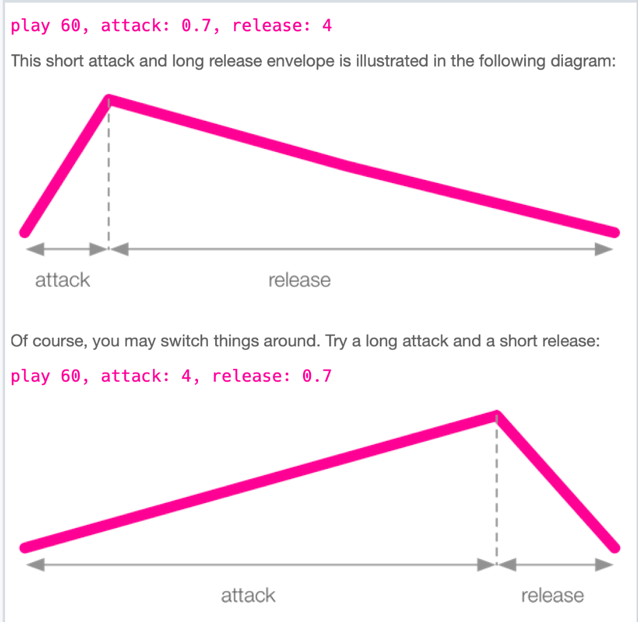 play 60, attack: 0.7, release: 4
This short attack and long release envelope is illustrated in the following diagram:
attack release
Of course, you may switch things around. Try a long attack and a short release:
play 60, attack: 4, release: 0.7
attack release